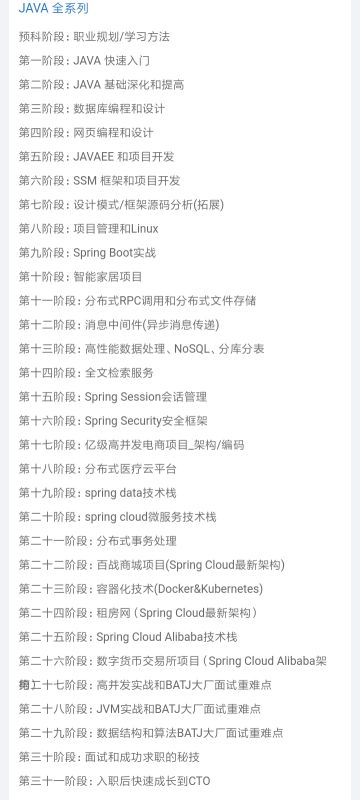 JAVA 全系列
预科阶段：职业规划/学习方法
第一阶段：JAVA 快速入门
第二阶段：JAVA 基础深化和提高
第三阶段：数据库编程和设计
第四阶段：网页编程和设计
第五阶段：JAVAEE 和项目开发
第六阶段：SSM 框架和项目开发
第七阶段：设计模式/框架源码分析(拓展)
第八阶段：项目管理和Linux
第九阶段：Spring Boot实战
第十阶段：智能家居项目
第十一阶段：分布式RPC调用和分布式文件存储
第十二阶段：消息中间件(异步消息传递)
第十三阶段：高性能数据处理、NoSQL、分库分表
第十四阶段：全文检索服务
第十五阶段：Spring Session会话管理
第十六阶段：Spring Security安全框架
第十七阶段：亿级高并发电商项目_架构/编码
第十八阶段：分布式医疗云平台
第十九阶段：spring data技术栈
第二十阶段：spring cloud微服务技术栈
第二十一阶段：分布式事务处理
第二十二阶段：百战商城项目(Spring Cloud最新架构)
第二十三阶段：容器化技术(Docker&Kubernetes)
第二十四阶段：租房网（Spring Cloud最新架构）
第二十五阶段：Spring Cloud Alibaba技术栈
第二十六阶段：数字货币交易所项目（Spring Cloud Alibaba架
构）
第二十七阶段：高并发实战和BATJ大厂面试重难点
第二十八阶段：JVM实战和BATJ大厂面试重难点
第二十九阶段：数据结构和算法BATJ大厂面试重难点
第三十阶段：面试和成功求职的秘技
第三十一阶段：入职后快速成长到CTO